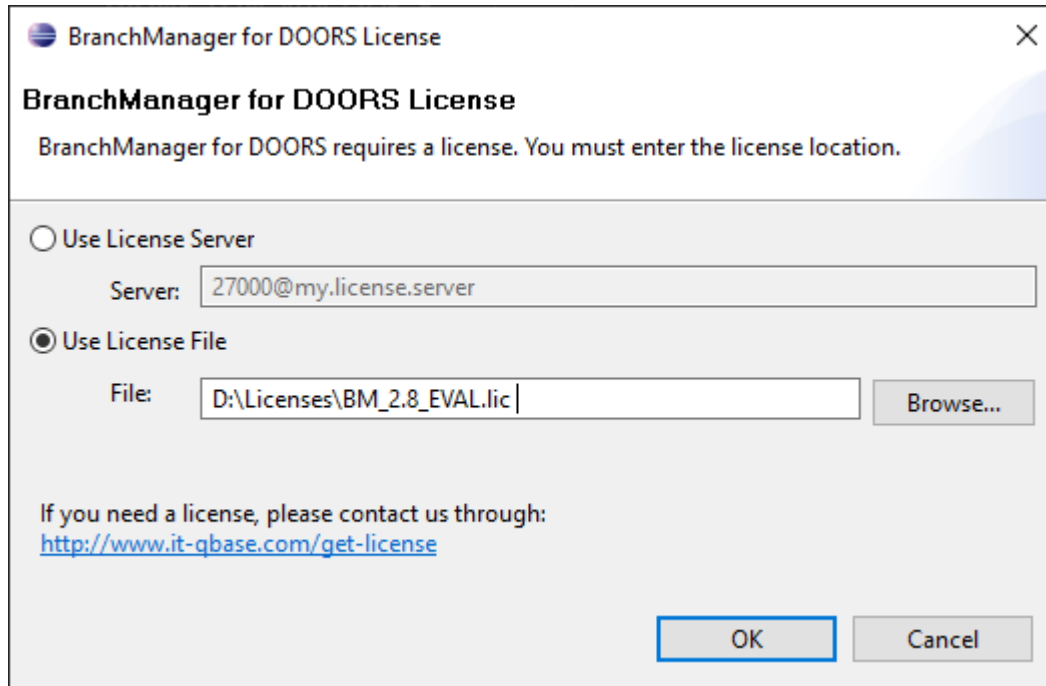 BranchManager for DOORS License
BranchManager for DOORS License
BranchManager for DOORS requires a license. You must enter the license location.
Use License Server
Server: 27000@my.license.server
Use License File
File: D:\Licenses\BM_2.8_EVAL.lic Browse...
If you need a license, please contact us through:
http://www.it-qbase.com/get-license
OK Cancel